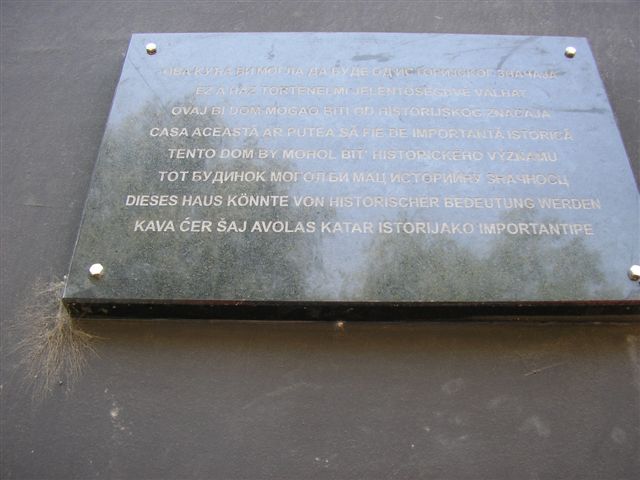 ОВА КУЋА БИ МОГЛА ДА БУДЕ ОД ИСТОРИЈСКОГ ЗНАЧАЈА
EZ A HÁZ TÖRTENELMI JELENTŐSÉGŰVÉ VÁLHAT
OVAJ BI DOM MOGAO BITI OD HISTORIJSKOG ZNAČAJA
CASA ACEASTĂ AR PUTEA SĂ FIE DE IMPORTANTĂ ISTORICĂ
TENTO DOM BY MOHOL BIŤ HISTORICKÉHO VÝZNAMU
ТОТ БУДИНОК МОГОЛ БИ МАЦ ИСТОРИЙНУ ЗНАЧНОСЦ
DIESES HAUS KÖNNTE VON HISTORISCHER BEDEUTUNG WERDEN
KAVA ĆER ŠAJ AVOLAS KATAR ISTORIJAKO IMPORTANTIPE